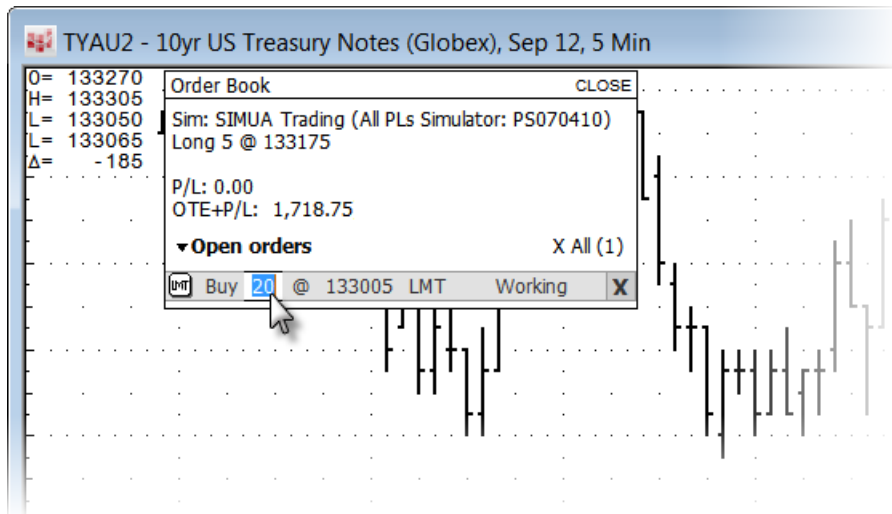 TYAU2 - 10yr US Treasury Notes (Globex), Sep 12, 5 Min
O= 133270
H= 133305
L= 133050
L= 133065
Δ= -185
Order Book CLOSE
Sim: SIMUA Trading (All PLs Simulator: PS070410)
Long 5 @ 133175
P/L: 0.00
OTE+P/L: 1,718.75
▾Open orders X All (1)
LMT Buy 20 @ 133005 LMT Working X